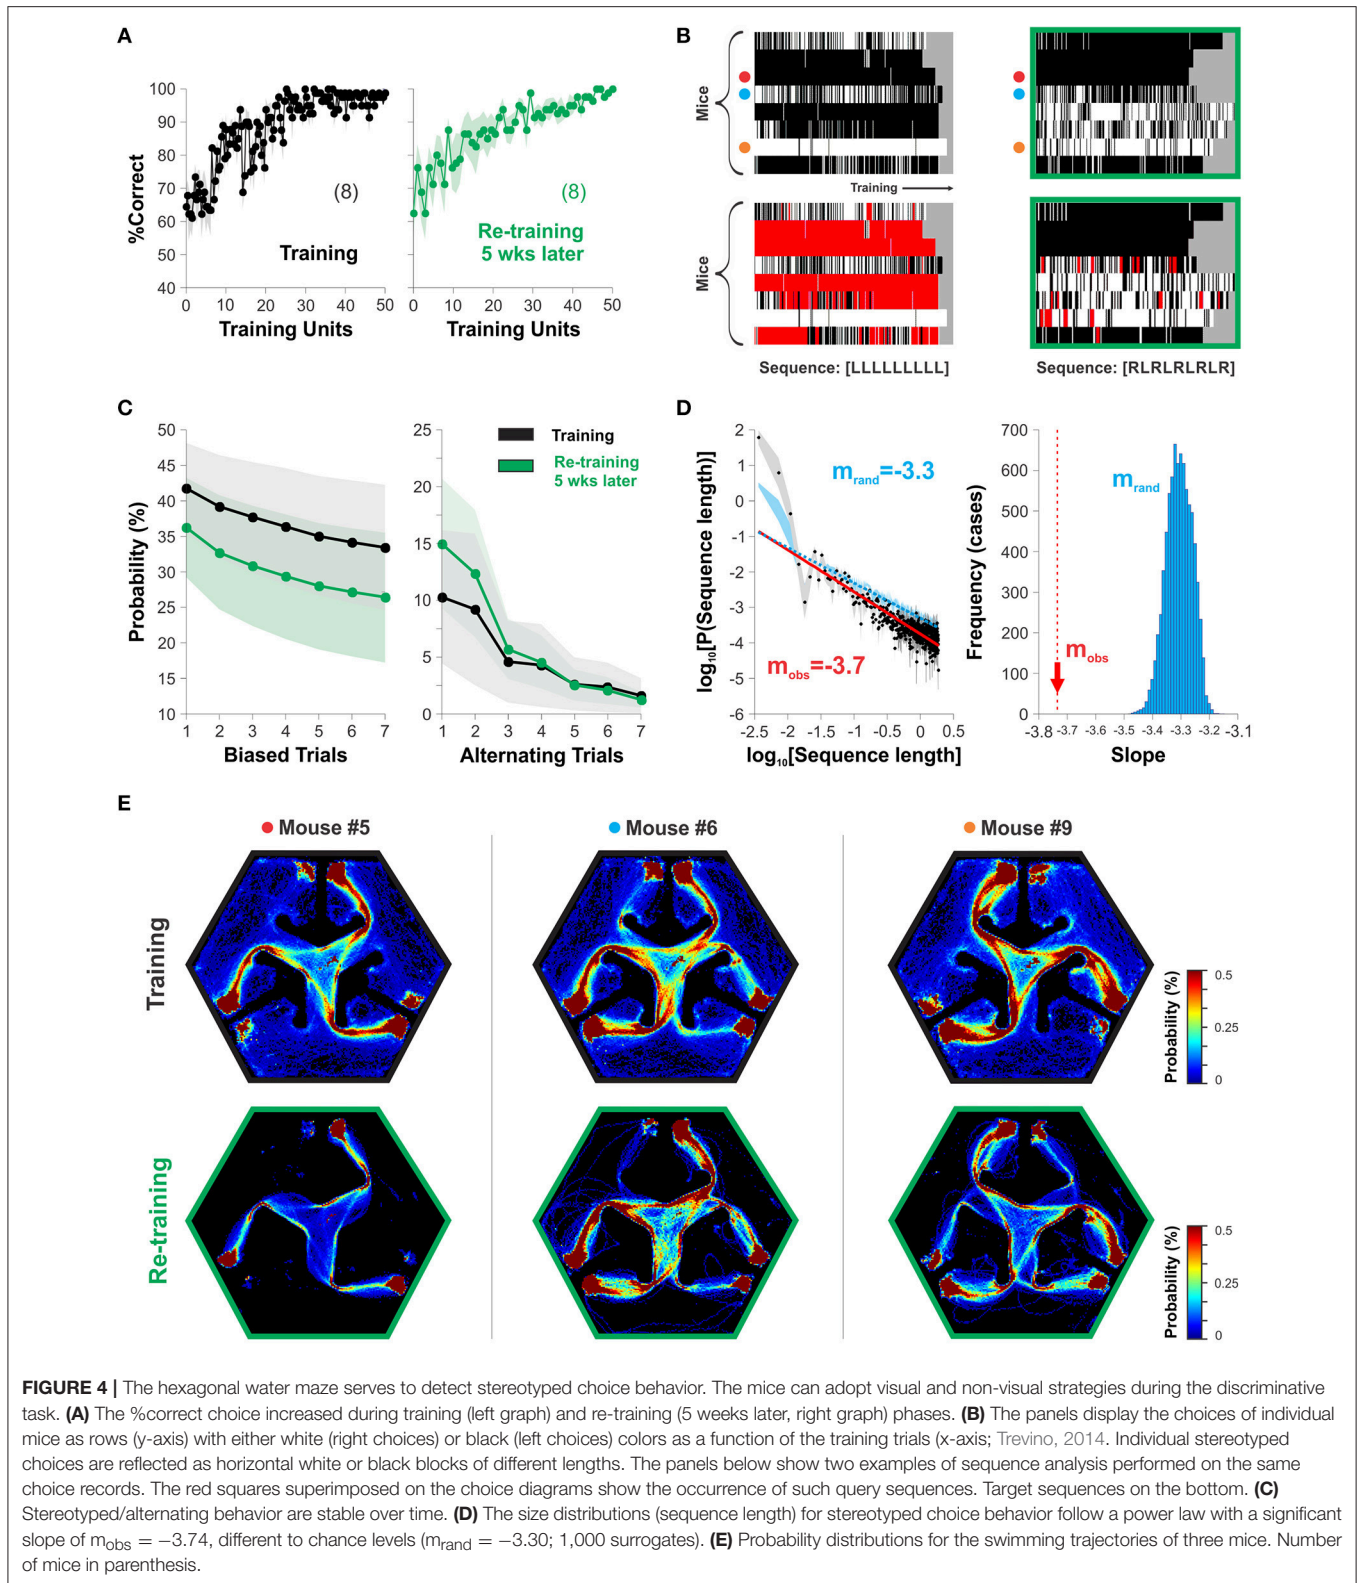 A
B
100
90
80
70
60
50
40
%Correct
(8)
Training
0 10 20 30 40 50
Training Units
(8)
Re-training
5 wks later
0 10 20 30 40 50
Training Units
Mice
Training
Mice
Sequence: [LLLLLLLLL]
Sequence: [RLRLRLRLR]
C
D
50
45
40
35
30
25
20
15
10
Probability (%)
1 2 3 4 5 6 7
Biased Trials
25
20
15
10
5
0
Training
Re-training
5 wks later
1 2 3 4 5 6 7
Alternating Trials
2
1
0
-1
-2
-3
-4
-5
-6
log10[P(Sequence length)]
mrand=-3.3
mobs=-3.7
-2.5 -1.5 -0.5 0 0.5
log10[Sequence length]
700
600
500
400
300
200
100
0
Frequency (cases)
mrand
mobs
-3.8 -3.7 -3.5 -3.4 -3.3 -3.2 -3.1
Slope
E
Mouse #5
Mouse #6
Mouse #9
Training
Probability (%)
0.5
0.25
0
Re-training
Probability (%)
0.5
0.25
0
FIGURE 4 | The hexagonal water maze serves to detect stereotyped choice behavior. The mice can adopt visual and non-visual strategies during the discriminative
task. (A) The %correct choice increased during training (left graph) and re-training (5 weeks later, right graph) phases. (B) The panels display the choices of individual
mice as rows (y-axis) with either white (right choices) or black (left choices) colors as a function of the training trials (x-axis; Trevino, 2014. Individual stereotyped
choices are reflected as horizontal white or black blocks of different lengths. The panels below show two examples of sequence analysis performed on the same
choice records. The red squares superimposed on the choice diagrams show the occurrence of such query sequences. Target sequences on the bottom. (C)
Stereotyped/alternating behavior are stable over time. (D) The size distributions (sequence length) for stereotyped choice behavior follow a power law with a significant
slope of mobs = −3.74, different to chance levels (mrand = −3.30; 1,000 surrogates). (E) Probability distributions for the swimming trajectories of three mice. Number
of mice in parenthesis.